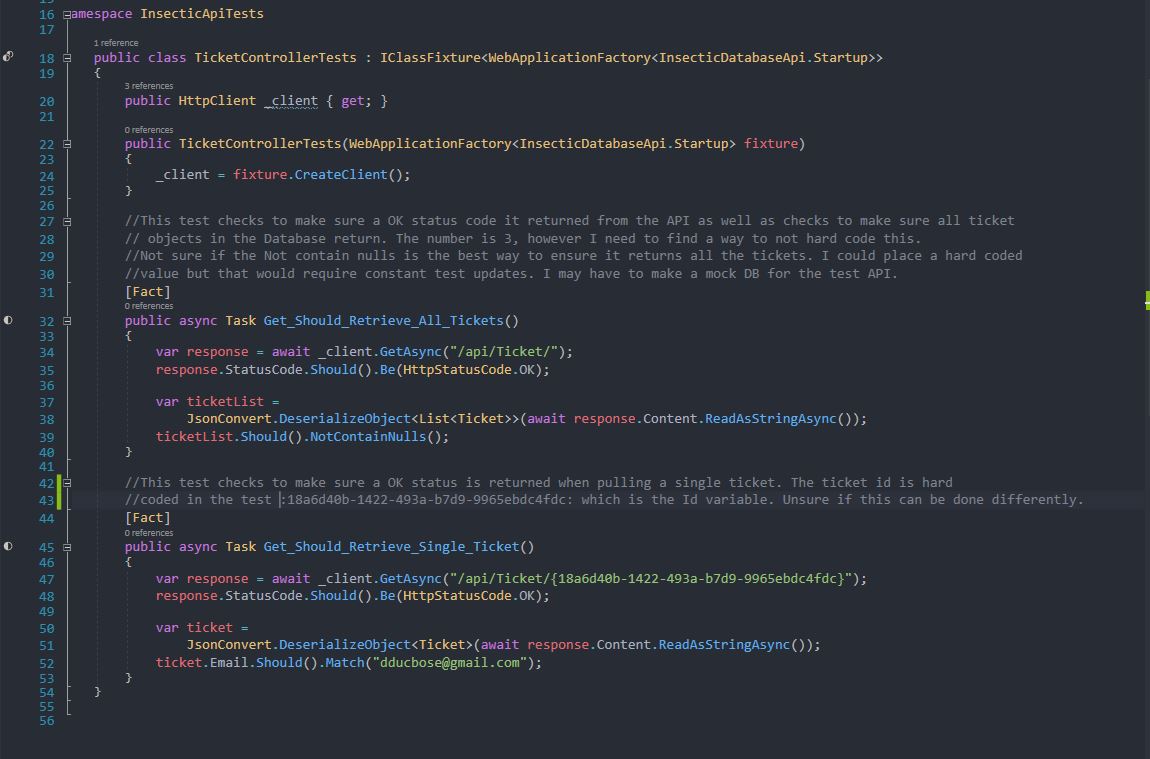 15
16 amespace InsecticApiTests
17
1 reference
18 public class TicketControllerTests : IClassFixture<WebApplicationFactory<InsecticDatabaseApi.Startup>>
19 {
3 references
20 public HttpClient _client { get; }
21
0 references
22 public TicketControllerTests(WebApplicationFactory<InsecticDatabaseApi.Startup> fixture)
23 {
24 _client = fixture.CreateClient();
25 }
26
27 //This test checks to make sure a OK status code it returned from the API as well as checks to make sure all ticket
28 // objects in the Database return. The number is 3, however I need to find a way to not hard code this.
29 //Not sure if the Not contain nulls is the best way to ensure it returns all the tickets. I could place a hard coded
30 //value but that would require constant test updates. I may have to make a mock DB for the test API.
31 [Fact]
0 references
32 public async Task Get_Should_Retrieve_All_Tickets()
33 {
34 var response = await _client.GetAsync("/api/Ticket/");
35 response.StatusCode.Should().Be(HttpStatusCode.OK);
36
37 var ticketList =
38 JsonConvert.DeserializeObject<List<Ticket>>(await response.Content.ReadAsStringAsync());
39 ticketList.Should().NotContainNulls();
40 }
41
42 //This test checks to make sure a OK status is returned when pulling a single ticket. The ticket id is hard
43 //coded in the test :18a6d40b-1422-493a-b7d9-9965ebdc4fdc: which is the Id variable. Unsure if this can be done differently.
44 [Fact]
0 references
45 public async Task Get_Should_Retrieve_Single_Ticket()
46 {
47 var response = await _client.GetAsync("/api/Ticket/{18a6d40b-1422-493a-b7d9-9965ebdc4fdc}");
48 response.StatusCode.Should().Be(HttpStatusCode.OK);
49
50 var ticket =
51 JsonConvert.DeserializeObject<Ticket>(await response.Content.ReadAsStringAsync());
52 ticket.Email.Should().Match("dducbose@gmail.com");
53 }
54 }
55
56